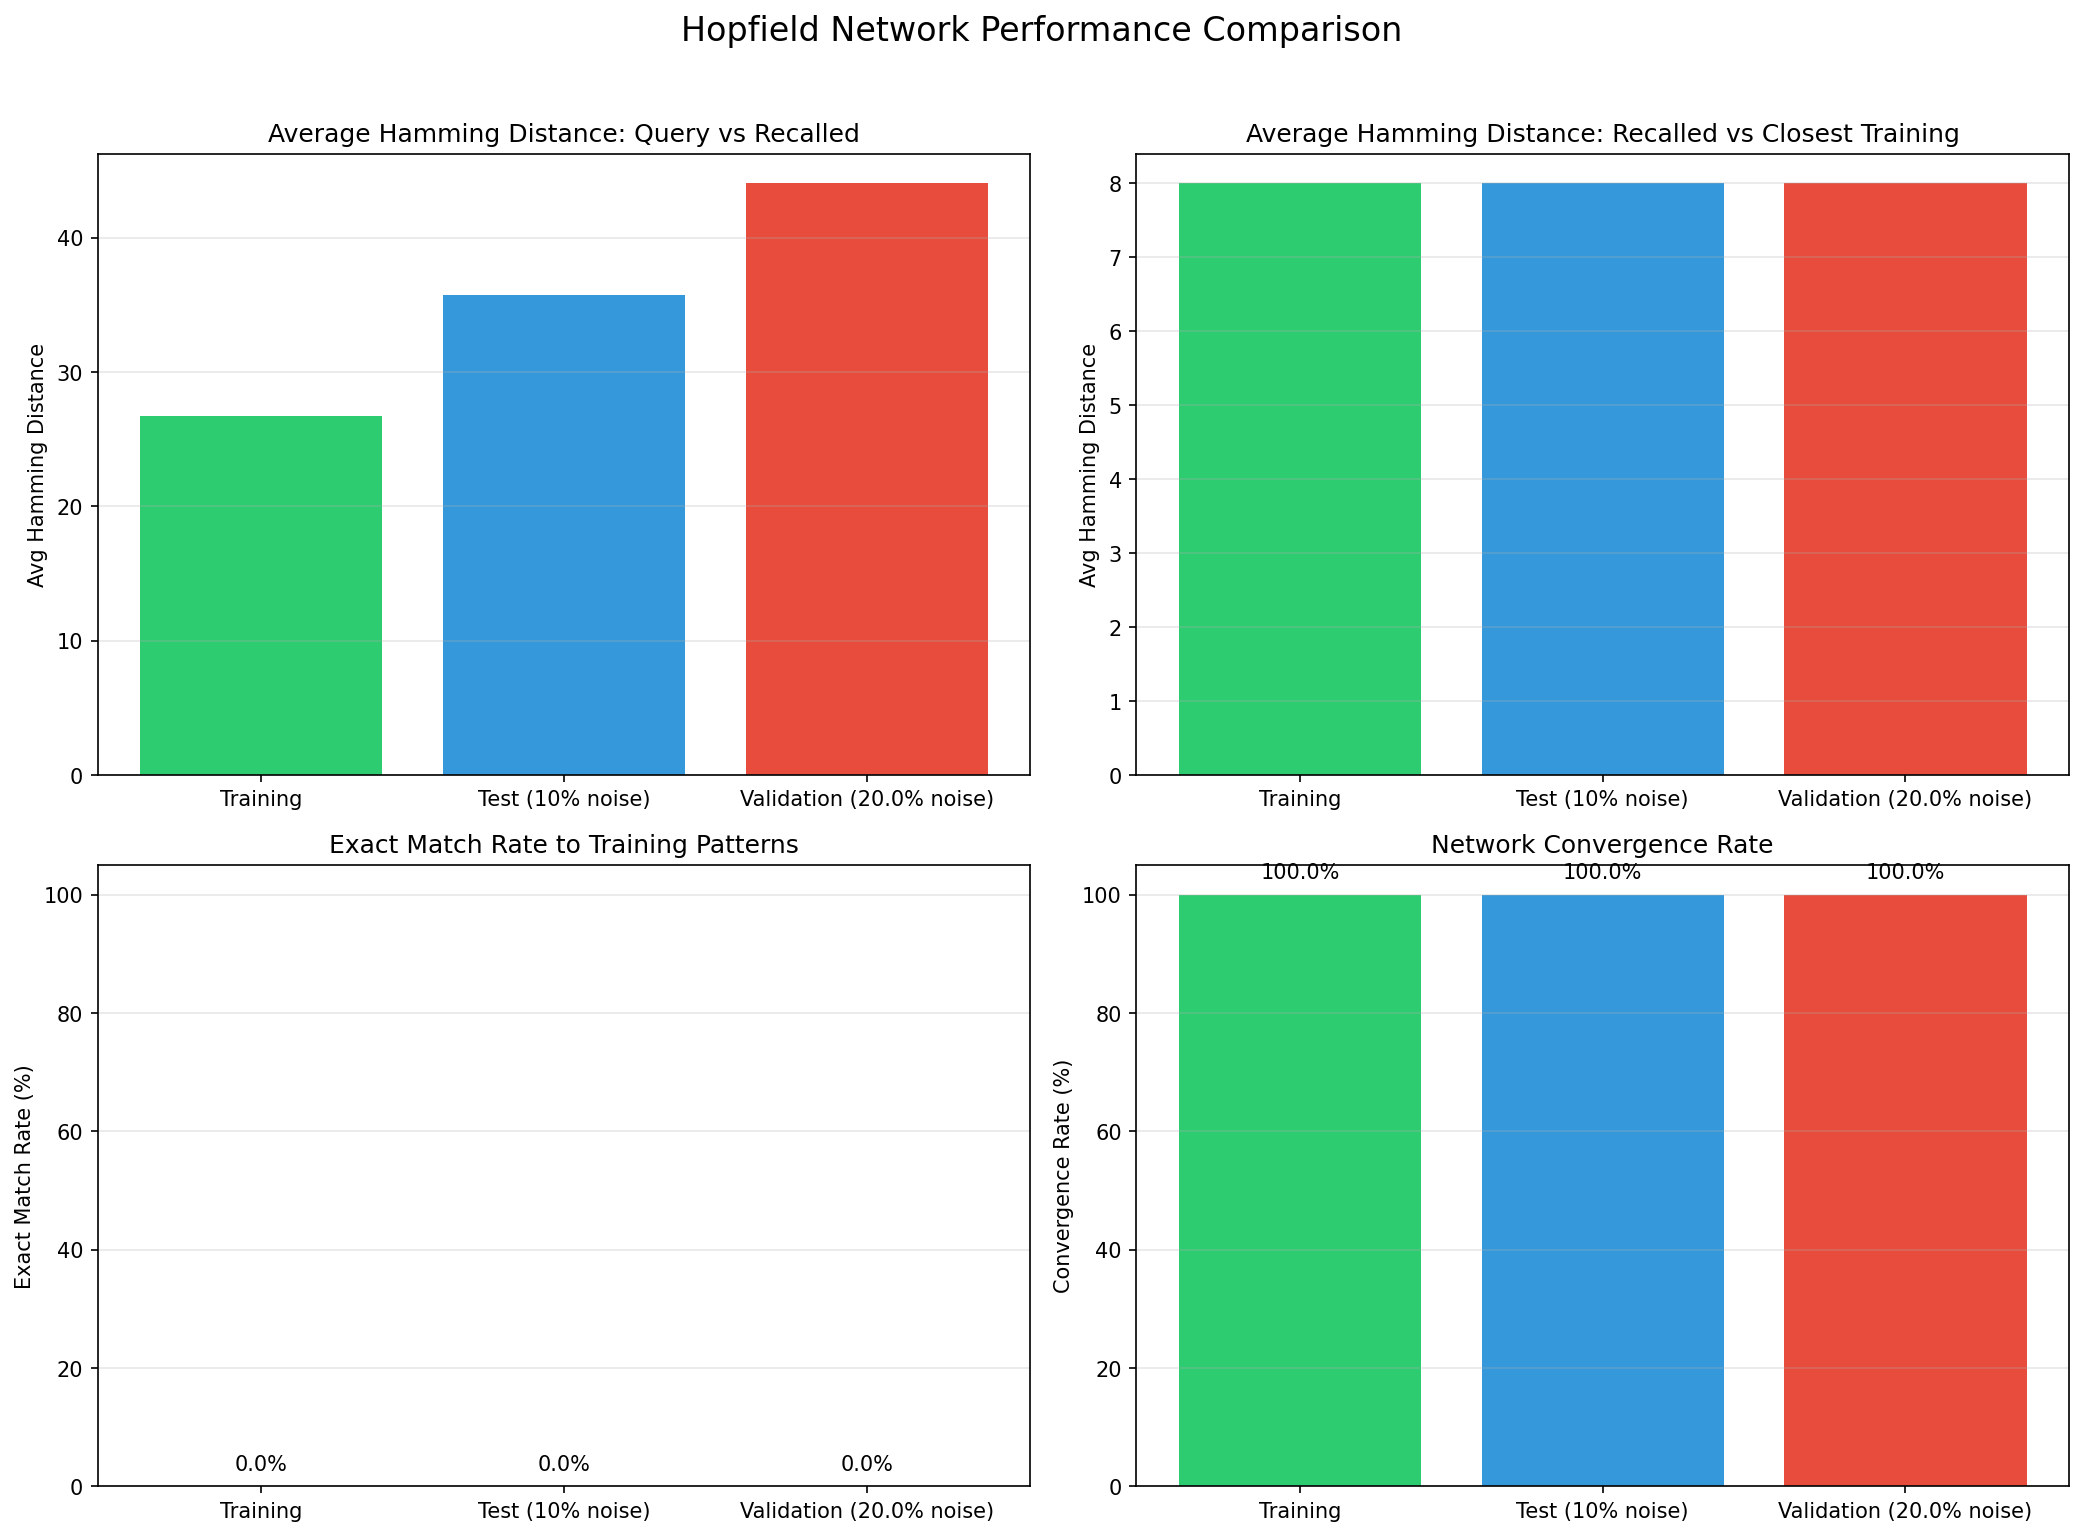 Hopfield Network Performance Comparison
Average Hamming Distance: Query vs Recalled
Avg Hamming Distance
40
30
20
10
0
Training
Test (10% noise)
Validation (20.0% noise)
Average Hamming Distance: Recalled vs Closest Training
Avg Hamming Distance
8
7
6
5
4
3
2
1
0
Training
Test (10% noise)
Validation (20.0% noise)
Exact Match Rate to Training Patterns
Exact Match Rate (%)
100
80
60
40
20
0
0.0%
0.0%
0.0%
Training
Test (10% noise)
Validation (20.0% noise)
Network Convergence Rate
Convergence Rate (%)
100.0%
100.0%
100.0%
100
80
60
40
20
0
Training
Test (10% noise)
Validation (20.0% noise)